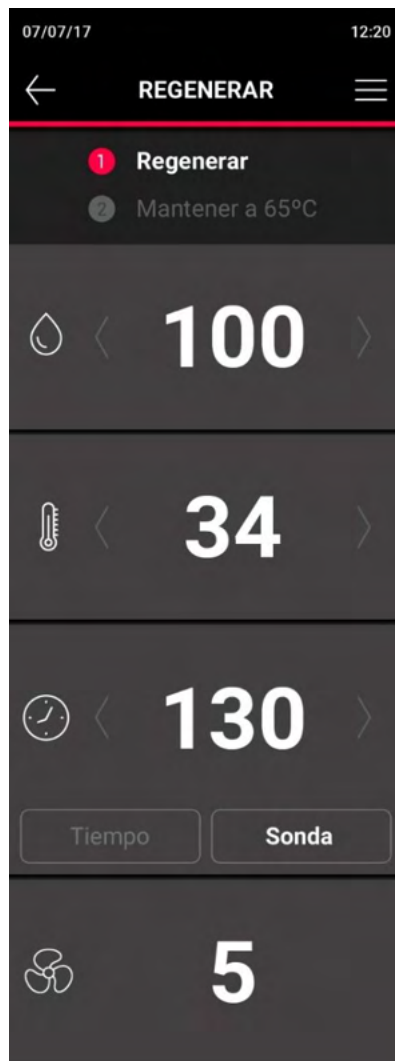 07/07/17 12:20
REGENERAR
1 Regenerar
2 Mantener a 65ºC
100
34
130
Tiempo Sonda
5